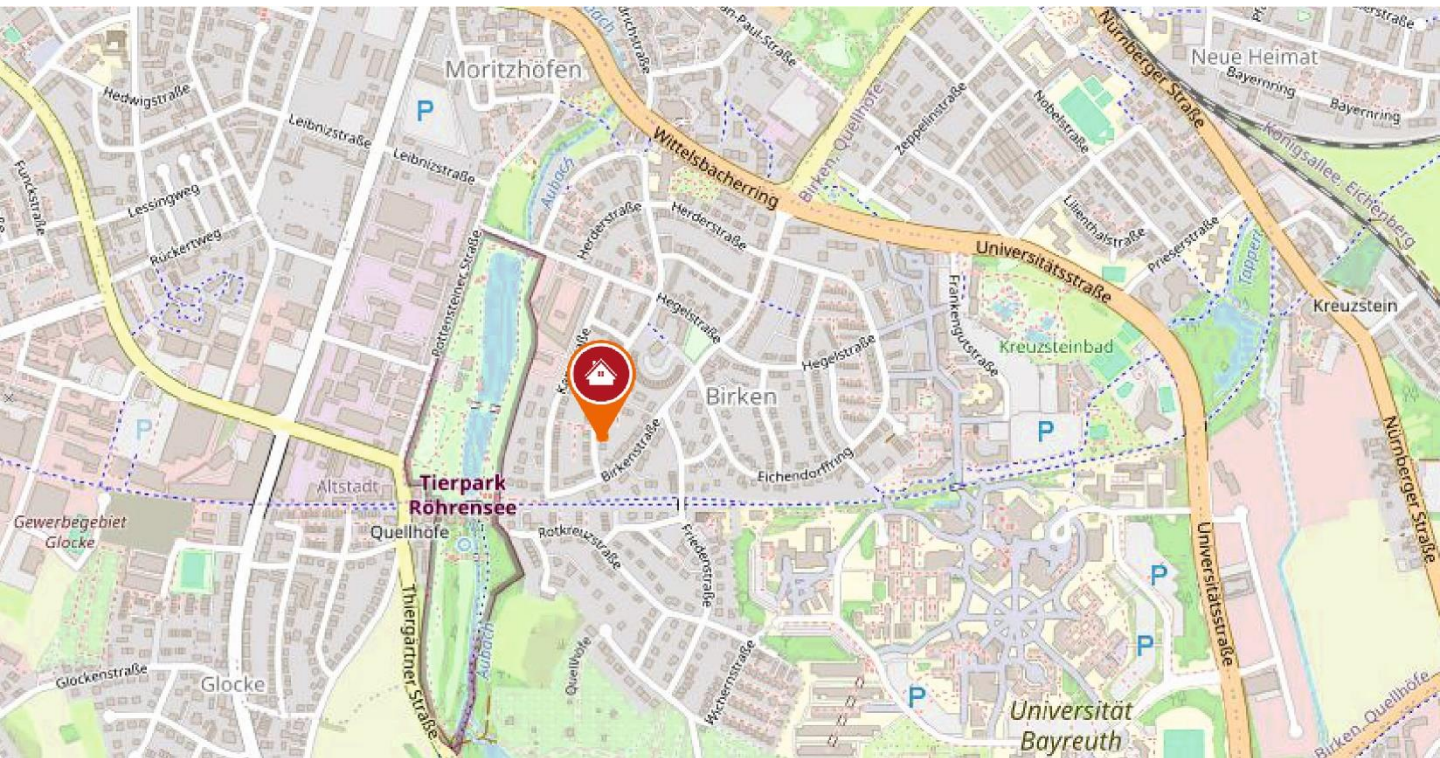 Moritzhöfen
Neue Heimat
Jean-Paul-Straße
Nürnberger Straße
Bayernring
Bayernring
Hedwigstraße
Leibnizstraße
Leibnizstraße
Wittelsbacherring
Birken, Quellhöfe
Zeppelinstraße
Nobelstraße
Königsallee, Eichenberg
P
Funckstraße
Lessingweg
Rückertweg
Aubach
Herderstraße
Herderstraße
Lilienthalstraße
Prieserstraße
Universitätsstraße
Tappert
Kreuzstein
Pottensteiner Straße
Hegelstraße
Hegelstraße
Frankengutstraße
Kreuzsteinbad
Birken
P
P
Birkenstraße
Eichendorffring
Nürnberger Straße
Altstadt
Tierpark
Röhrensee
Quellhöfe
Gewerbegebiet
Glocke
Rotkreuzstraße
Friedenstraße
Universitätsstraße
P
P
P
Thiergärtner Straße
Aubach
Quellhöfe
Wichernstraße
Glockenstraße
Glocke
Universität
Bayreuth
Birken, Quellhöfe